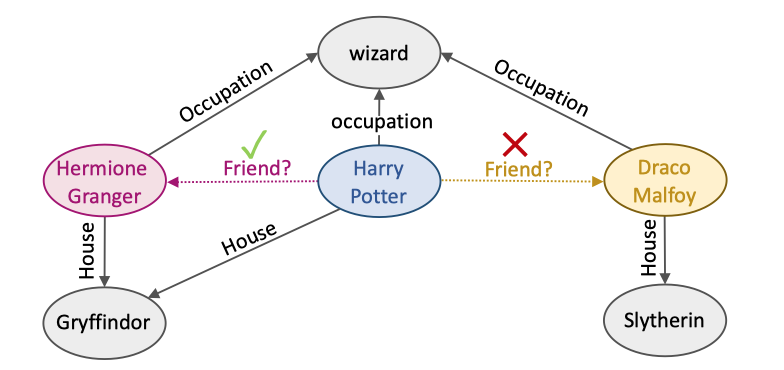 wizard
Occupation
Occupation
occupation
Hermione
Granger
Friend?
Harry
Potter
Friend?
Draco
Malfoy
House
House
House
Gryffindor
Slytherin